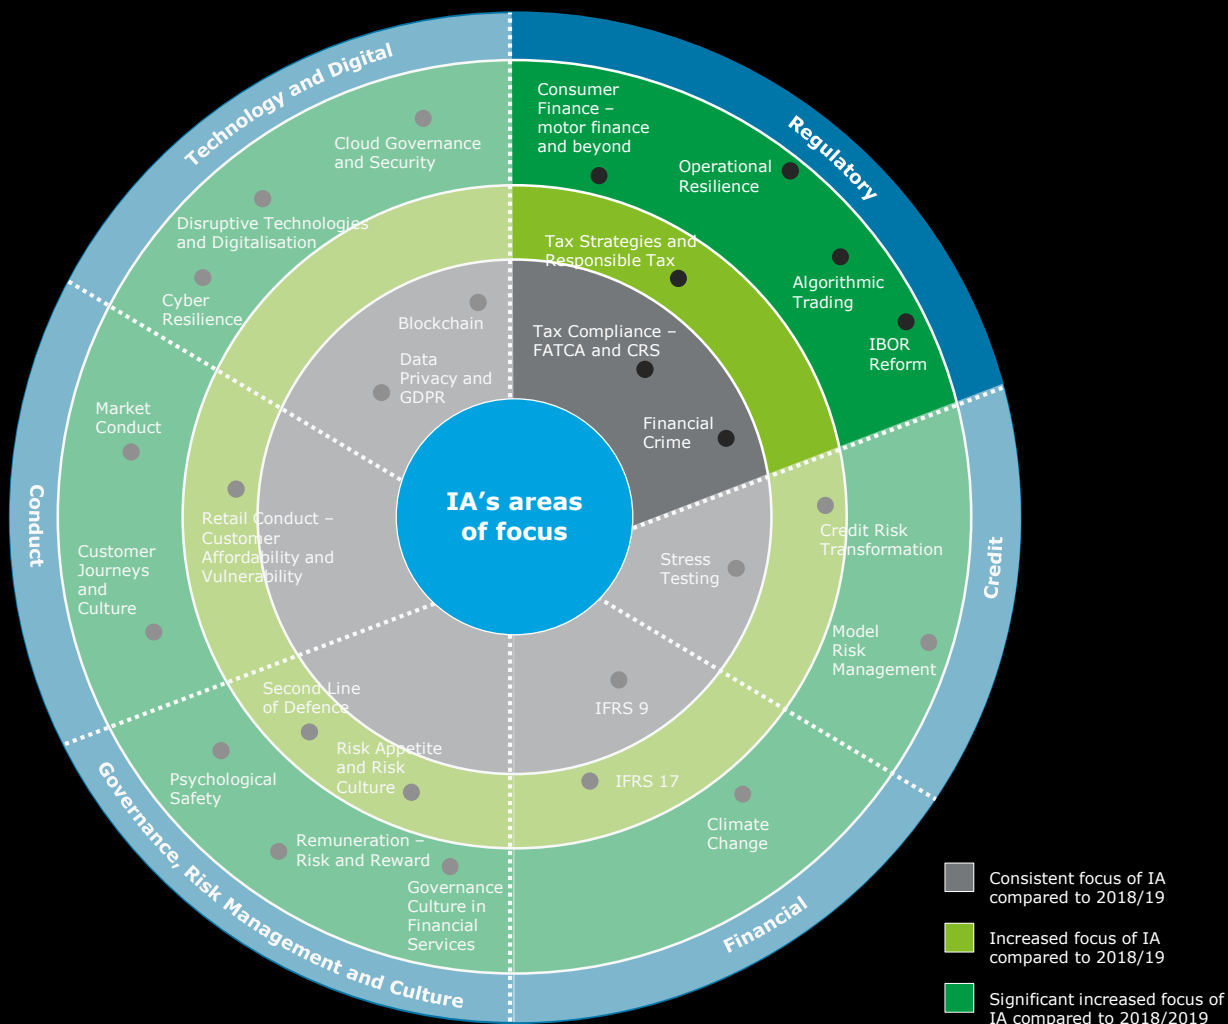 Technology and Digital
Regulatory
Consumer
Finance –
motor finance
and beyond
Operational
Resilience
Algorithmic
Trading
IBOR
Reform
Cloud Governance
and Security
Disruptive Technologies
and Digitalisation
Cyber
Resilience
Tax Strategies and
Responsible Tax
Tax Compliance –
FATCA and CRS
Financial
Crime
Blockchain
Data
Privacy and
GDPR
IA’s areas
of focus
Conduct
Market
Conduct
Customer
Journeys
and
Culture
Retail Conduct –
Customer
Affordability and
Vulnerability
Credit
Credit Risk
Transformation
Stress
Testing
Model
Risk
Management
Governance, Risk Management and Culture
Second Line
of Defence
Risk Appetite
and Risk
Culture
Psychological
Safety
Remuneration –
Risk and Reward
Governance
Culture in
Financial
Services
Financial
IFRS 9
IFRS 17
Climate
Change
Consistent focus of IA
compared to 2018/19
Increased focus of IA
compared to 2018/19
Significant increased focus of
IA compared to 2018/2019